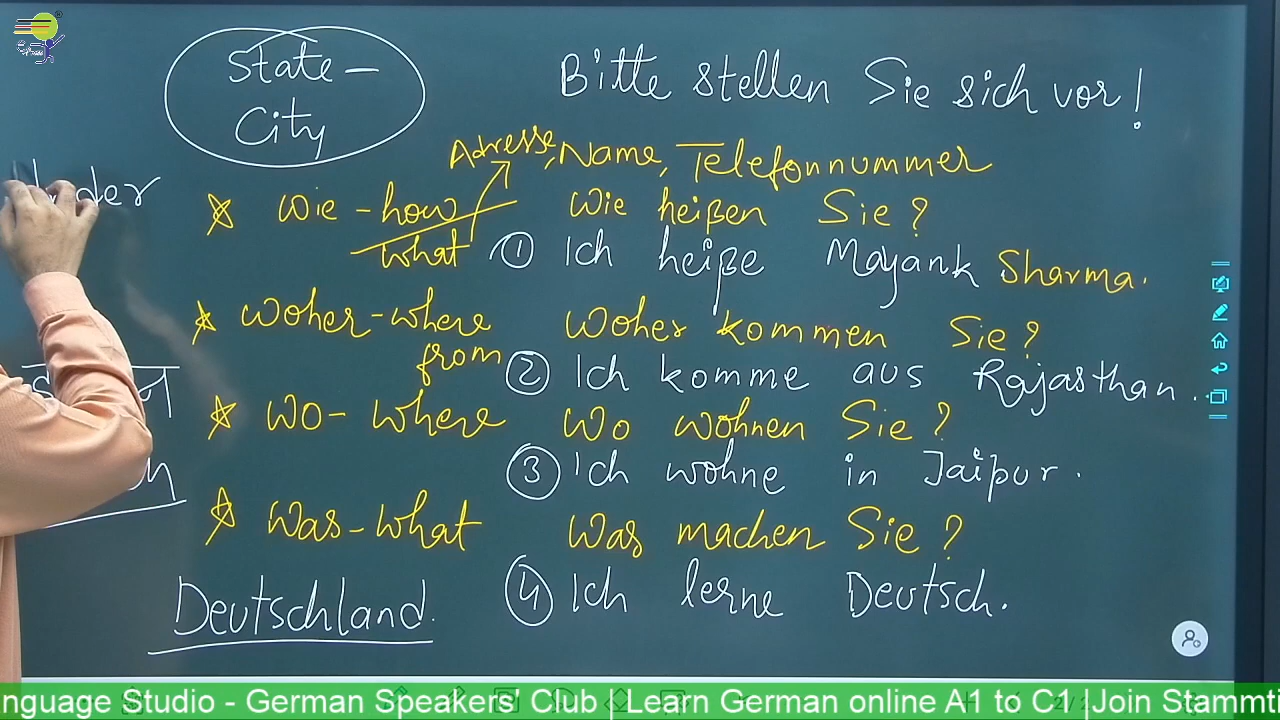 State -
City
Bitte stellen Sie sich vor!
Adresse, Name, Telefonnummer
Wie - how
what
Wie heißen Sie?
① Ich heiße Mayank Sharma.
Woher - where
from
Woher kommen Sie?
② Ich komme aus Rajasthan.
Wo - where
Wo wohnen Sie?
③ Ich wohne in Jaipur.
Was - what
Was machen Sie?
④ Ich lerne Deutsch.
Deutschland.
nguage Studio - German Speakers' Club | Learn German online A1 to C1 | Join Stammti